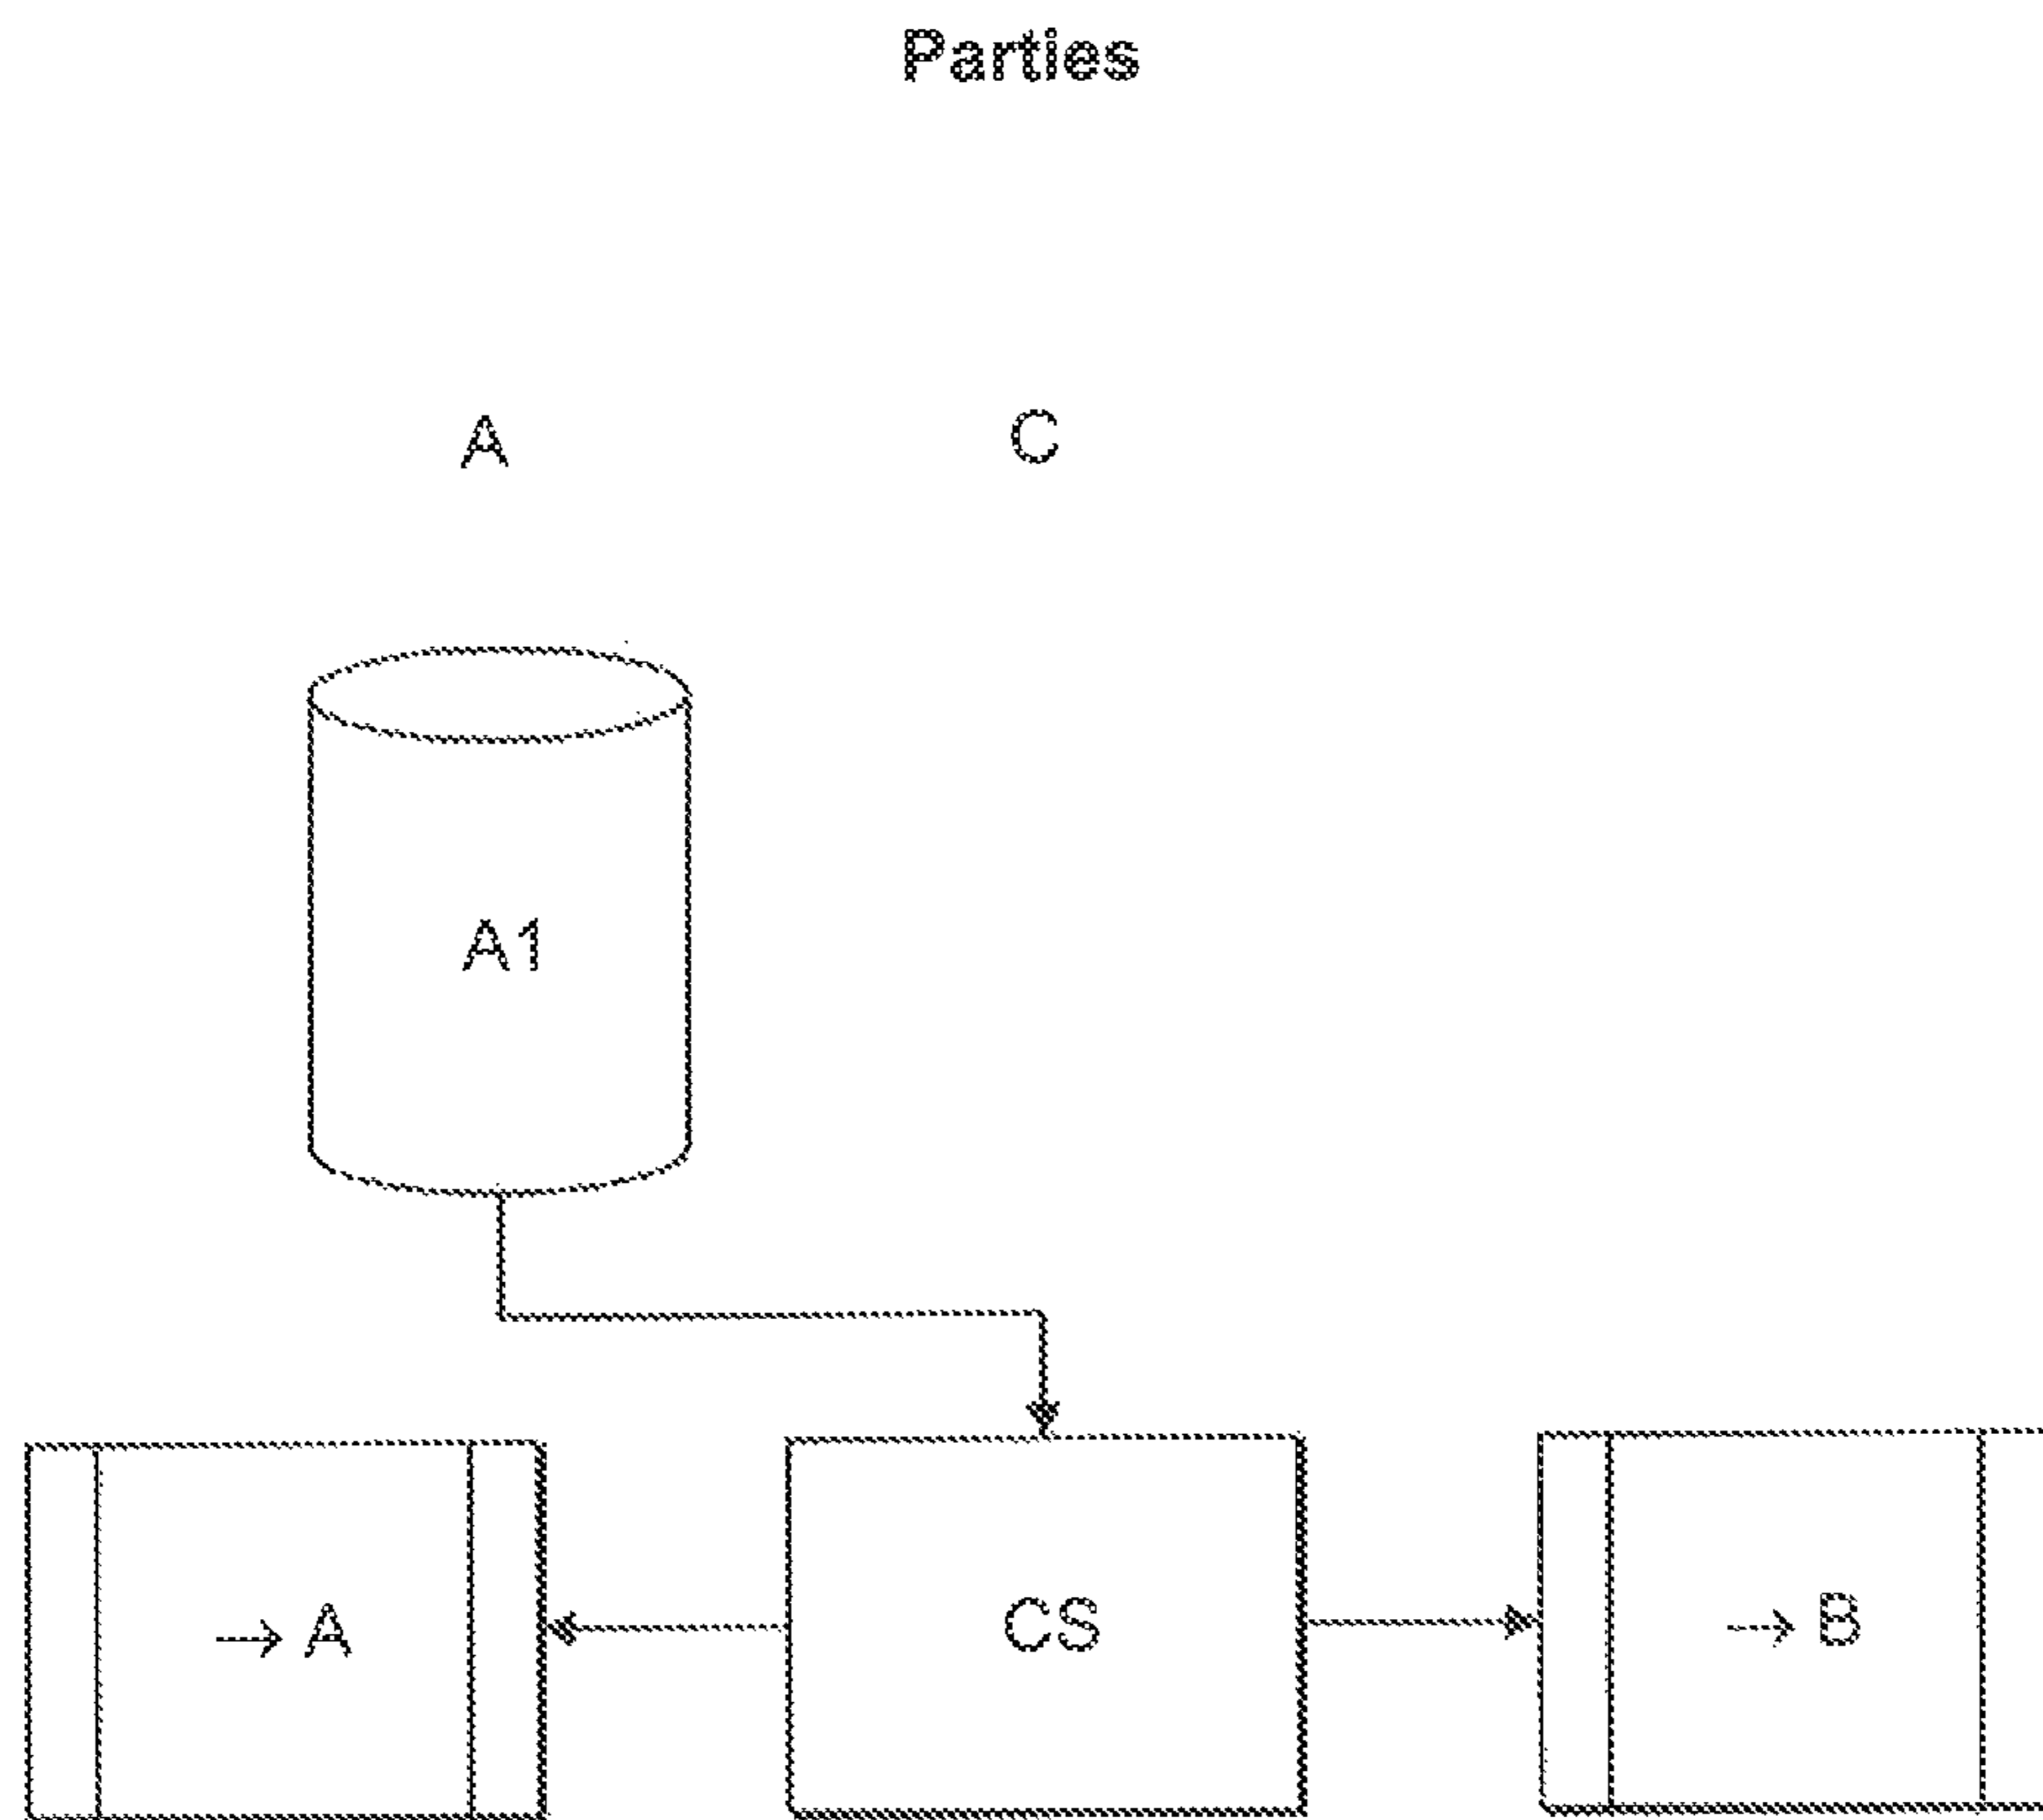 Parties
A C
A1
→ A CS → B